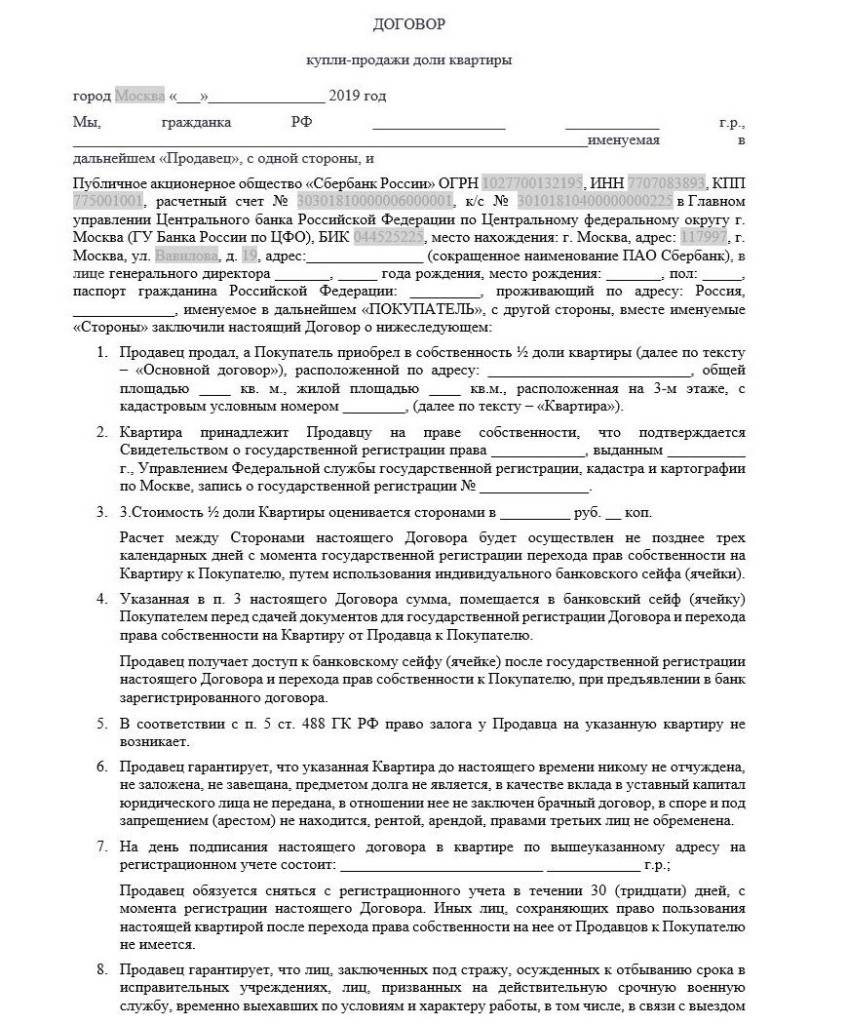 ДОГОВОР
купли-продажи доли квартиры
город Москва «___»________________ 2019 год
Мы, гражданка РФ ___________________ _____________ г.р.,
_________________________________________________________________________именуемая в
дальнейшем «Продавец», с одной стороны, и
Публичное акционерное общество «Сбербанк России» ОГРН 1027700132195, ИНН 7707083893, КПП
775001001, расчетный счет № 30301810000006000001, к/с № 30101810400000000225 в Главном
управлении Центрального банка Российской Федерации по Центральному федеральному округу г.
Москва (ГУ Банка России по ЦФО), БИК 044525225, место нахождения: г. Москва, адрес: 117997, г.
Москва, ул. Вавилова, д. 19, адрес:________________ (сокращенное наименование ПАО Сбербанк), в
лице генерального директора _______, _____ года рождения, место рождения: _______, пол: _____,
паспорт гражданина Российской Федерации: _________, проживающий по адресу: Россия,
______________, именуемое в дальнейшем «ПОКУПАТЕЛЬ», с другой стороны, вместе именуемые
«Стороны» заключили настоящий Договор о нижеследующем:
1. Продавец продал, а Покупатель приобрел в собственность ½ доли квартиры (далее по тексту
– «Основной договор»), расположенной по адресу: ____________________________, общей
площадью ____ кв. м., жилой площадью ____ кв.м., расположенная на 3-м этаже, с
кадастровым условным номером ________, (далее по тексту – «Квартира»).
2. Квартира принадлежит Продавцу на праве собственности, что подтверждается
Свидетельством о государственной регистрации права ____________, выданным __________
г., Управлением Федеральной службы государственной регистрации, кадастра и картографии
по Москве, запись о государственной регистрации № _______________.
3. 3.Стоимость ½ доли Квартиры оценивается сторонами в _________ руб. __ коп.
Расчет между Сторонами настоящего Договора будет осуществлен не позднее трех
календарных дней с момента государственной регистрации перехода прав собственности на
Квартиру к Покупателю, путем использования индивидуального банковского сейфа (ячейки).
4. Указанная в п. 3 настоящего Договора сумма, помещается в банковский сейф (ячейку)
Покупателем перед сдачей документов для государственной регистрации Договора и перехода
права собственности на Квартиру от Продавца к Покупателю.
Продавец получает доступ к банковскому сейфу (ячейке) после государственной регистрации
настоящего Договора и перехода прав собственности к Покупателю, при предъявлении в банк
зарегистрированного договора.
5. В соответствии с п. 5 ст. 488 ГК РФ право залога у Продавца на указанную квартиру не
возникает.
6. Продавец гарантирует, что указанная Квартира до настоящего времени никому не отчуждена,
не заложена, не завещана, предметом долга не является, в качестве вклада в уставный капитал
юридического лица не передана, в отношении нее не заключен брачный договор, в споре и под
запрещением (арестом) не находится, рентой, арендой, правами третьих лиц не обременена.
7. На день подписания настоящего договора в квартире по вышеуказанному адресу на
регистрационном учете состоит: ____________________________ _____________ г.р.;
Продавец обязуется сняться с регистрационного учета в течении 30 (тридцати) дней, с
момента регистрации настоящего Договора. Иных лиц, сохраняющих право пользования
настоящей квартирой после перехода права собственности на нее от Продавцов к Покупателю
не имеется.
8. Продавец гарантирует, что лиц, заключенных под стражу, осужденных к отбыванию срока в
исправительных учреждениях, лиц, призванных на действительную срочную военную
службу, временно выехавших по условиям и характеру работы, в том числе, в связи с выездом